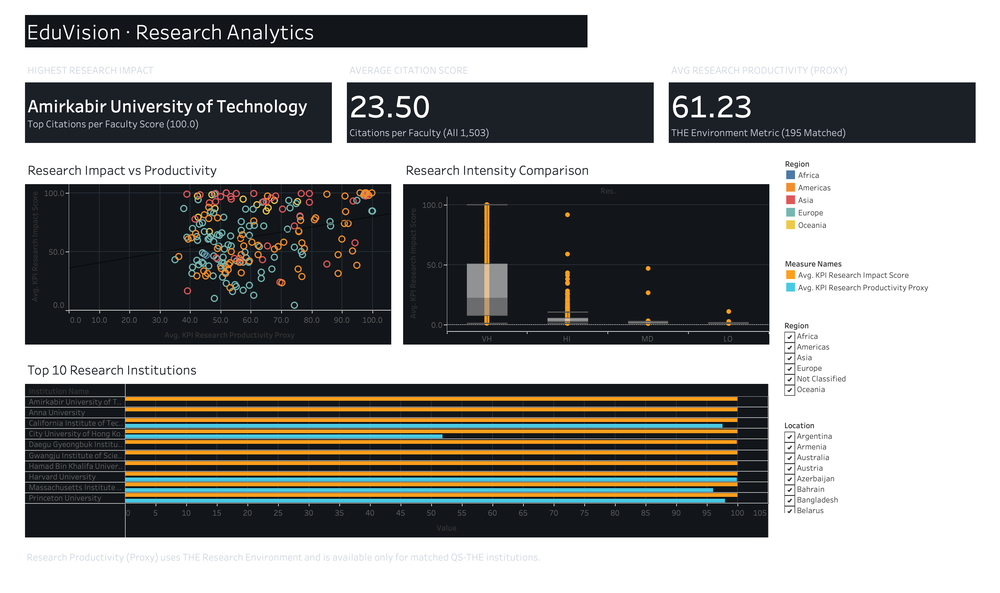 EduVision · Research Analytics
HIGHEST RESEARCH IMPACT
Amirkabir University of Technology
Top Citations per Faculty Score (100.0)
AVERAGE CITATION SCORE
23.50
Citations per Faculty (All 1,503)
AVG RESEARCH PRODUCTIVITY (PROXY)
61.23
THE Environment Metric (195 Matched)
Research Impact vs Productivity
Avg. KPI Research Impact Score
100.0
50.0
0.0
0.0 10.0 20.0 30.0 40.0 50.0 60.0 70.0 80.0 90.0 100.0
Avg. KPI Research Productivity Proxy
Research Intensity Comparison
Res.
Avg. KPI Research Impact Score
100.0
50.0
0.0
VH HI MD LO
Region
Africa
Americas
Asia
Europe
Oceania
Measure Names
Avg. KPI Research Impact Score
Avg. KPI Research Productivity Proxy
Region
Africa
Americas
Asia
Europe
Not Classified
Oceania
Location
Argentina
Armenia
Australia
Austria
Azerbaijan
Bahrain
Bangladesh
Belarus
Top 10 Research Institutions
Institution Name
Amirkabir University of T..
Anna University
California Institute of Tec..
City University of Hong Ko..
Daegu Gyeongbuk Institu..
Gwangju Institute of Scie..
Hamad Bin Khalifa Univer..
Harvard University
Massachusetts Institute ..
Princeton University
0 5 10 15 20 25 30 35 40 45 50 55 60 65 70 75 80 85 90 95 100 105
Value
Research Productivity (Proxy) uses THE Research Environment and is available only for matched QS-THE institutions.